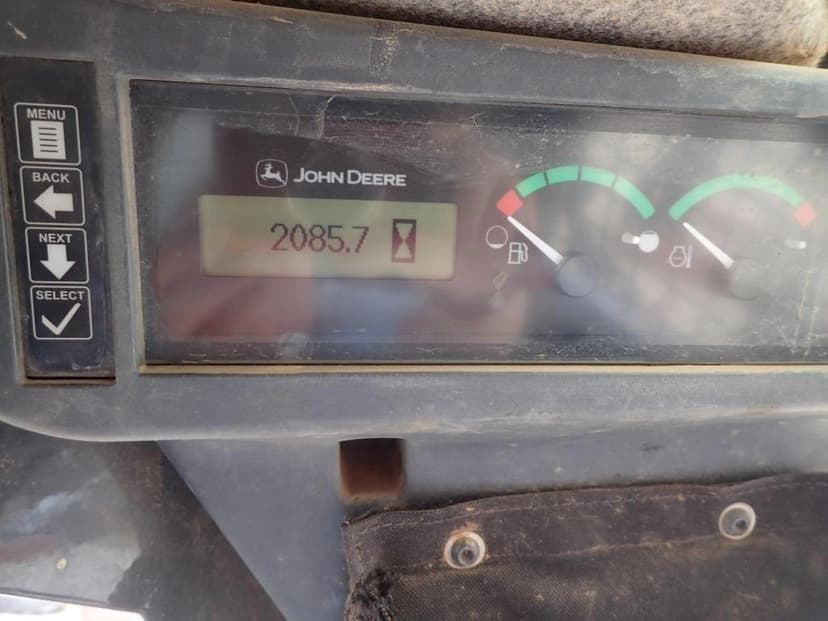 MENU
BACK
NEXT
SELECT
JOHN DEERE
2085.7